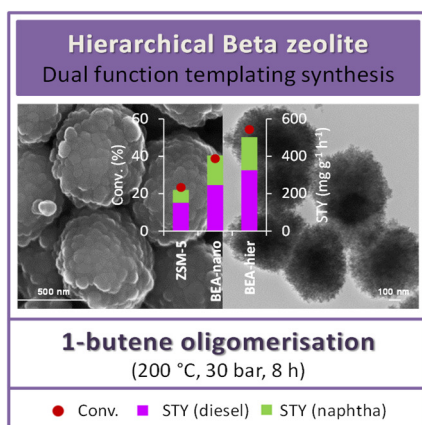 Hierarchical Beta zeolite
Dual function templating synthesis
60 600
40 400
20 200
0 0
Conv. (%)
STY (mg g⁻¹ h⁻¹)
ZSM-5
BEA-nano
BEA-hier
500 nm
100 nm
1-butene oligomerisation
(200 °C, 30 bar, 8 h)
Conv. STY (diesel) STY (naphtha)